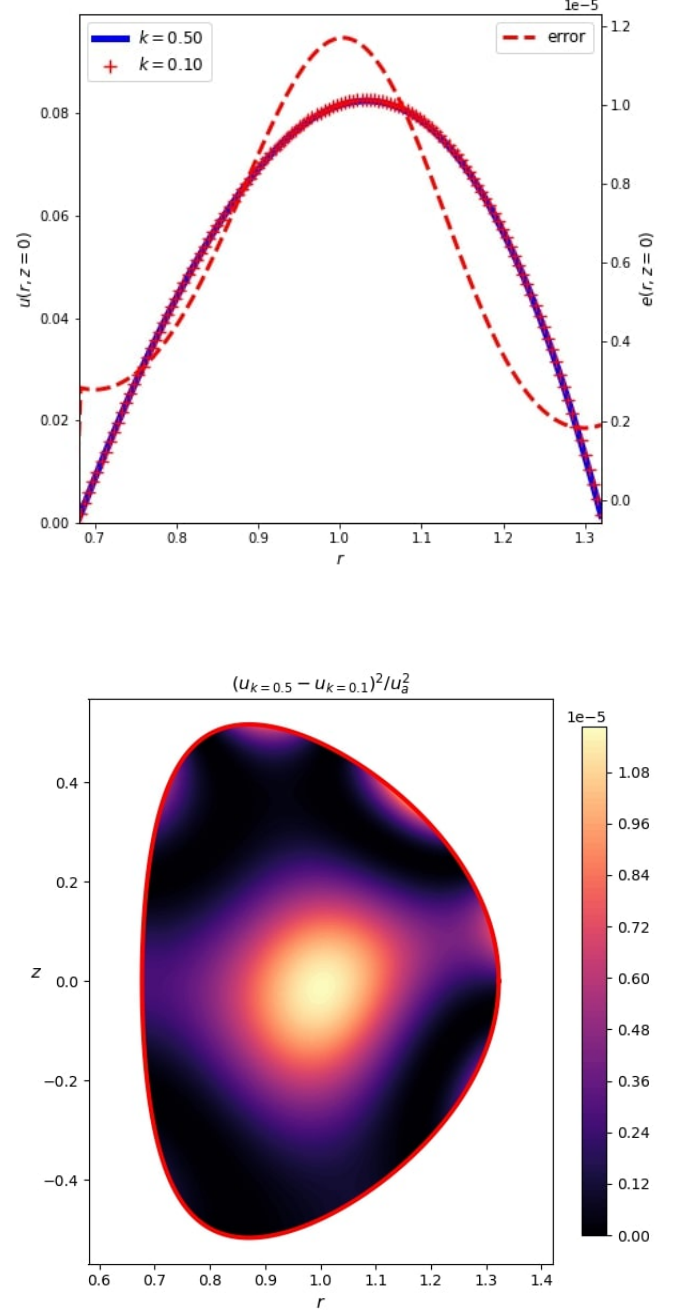 1e−5
k = 0.50
k = 0.10
error
1.2
1.0
0.8
0.6
0.4
0.2
0.0
e(r, z = 0)
0.08
0.06
0.04
0.02
0.00
u(r, z = 0)
0.7 0.8 0.9 1.0 1.1 1.2 1.3
r
(u_{k=0.5} − u_{k=0.1})²/u_a²
1e−5
0.4
0.2
0.0
−0.2
−0.4
z
1.08
0.96
0.84
0.72
0.60
0.48
0.36
0.24
0.12
0.00
0.6 0.7 0.8 0.9 1.0 1.1 1.2 1.3 1.4
r